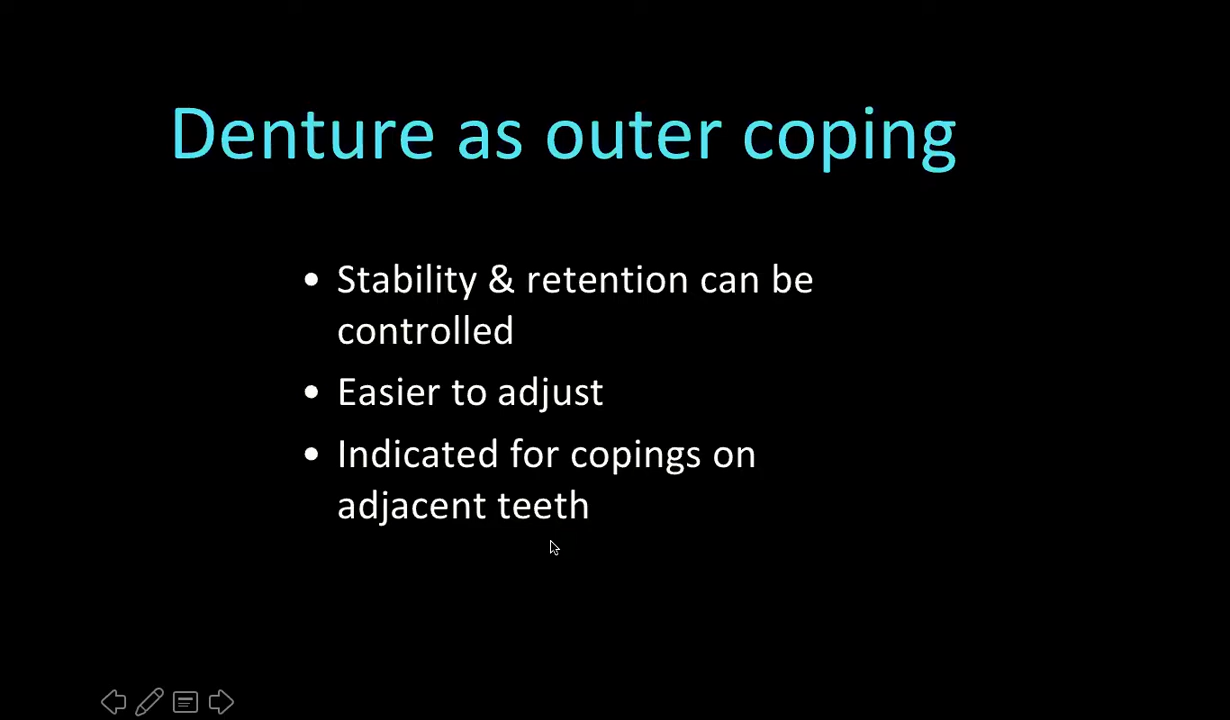 Denture as outer coping
• Stability & retention can be
controlled
• Easier to adjust
• Indicated for copings on
adjacent teeth